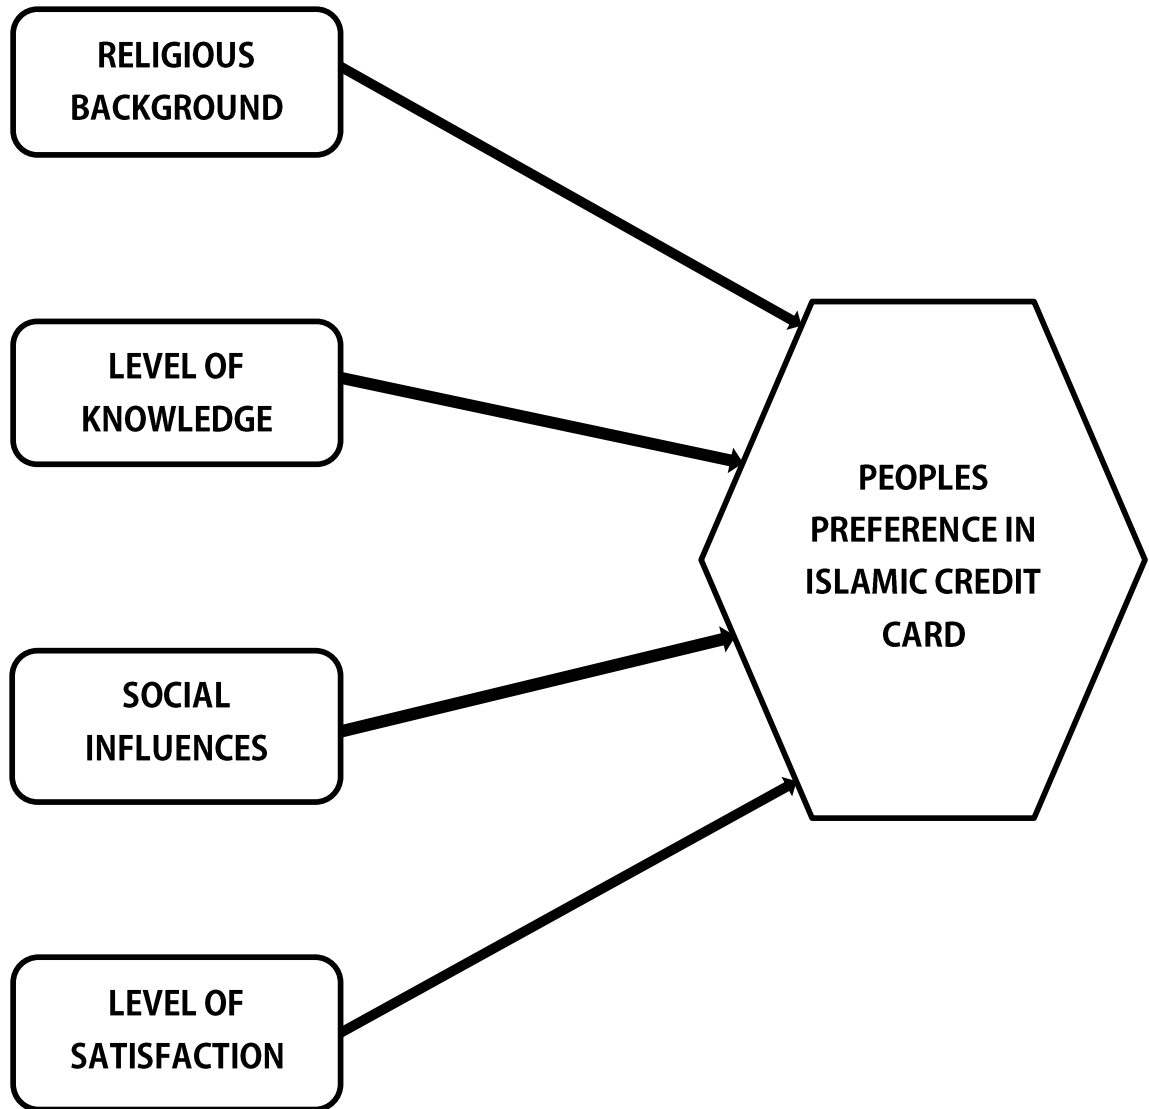 RELIGIOUS
BACKGROUND
LEVEL OF
KNOWLEDGE
SOCIAL
INFLUENCES
LEVEL OF
SATISFACTION
PEOPLES
PREFERENCE IN
ISLAMIC CREDIT
CARD